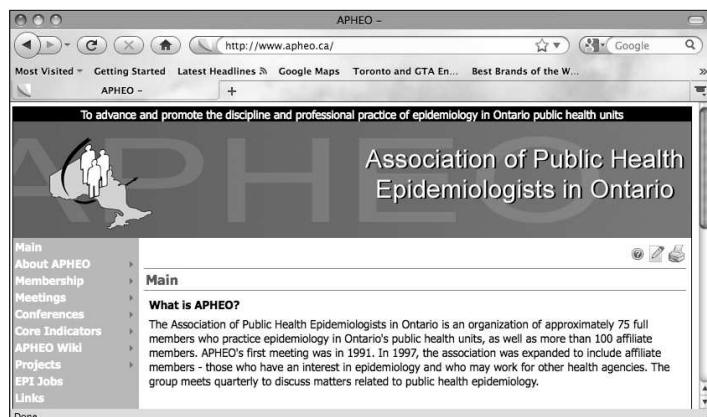 APHEO –
http://www.apheo.ca/
Google
Most Visited Getting Started Latest Headlines Google Maps Toronto and GTA En... Best Brands of the W... »
APHEO – +
To advance and promote the discipline and professional practice of epidemiology in Ontario public health units
APHEO
Association of Public Health
Epidemiologists in Ontario
Main
About APHEO
Membership
Meetings
Conferences
Core Indicators
APHEO Wiki
Projects
EPI Jobs
Links
Main
What is APHEO?
The Association of Public Health Epidemiologists in Ontario is an organization of approximately 75 full
members who practice epidemiology in Ontario's public health units, as well as more than 100 affiliate
members. APHEO's first meeting was in 1991. In 1997, the association was expanded to include affiliate
members - those who have an interest in epidemiology and who may work for other health agencies. The
group meets quarterly to discuss matters related to public health epidemiology.
Done